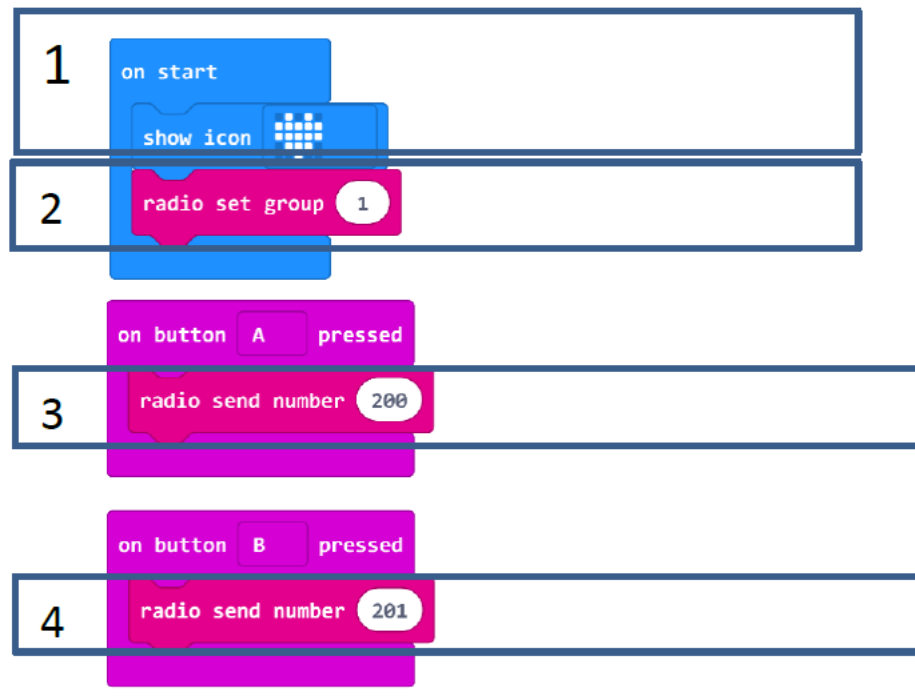 1
on start
show icon
2
radio set group 1
on button A pressed
3
radio send number 200
on button B pressed
4
radio send number 201